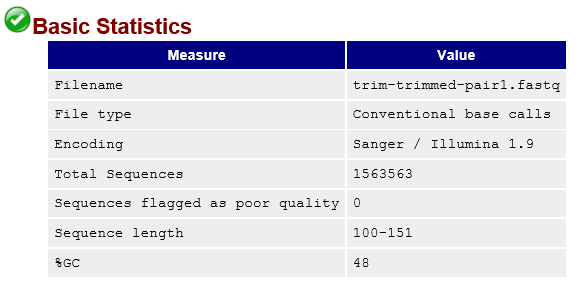 Basic Statistics
Measure Value
Filename trim-trimmed-pair1.fastq
File type Conventional base calls
Encoding Sanger / Illumina 1.9
Total Sequences 1563563
Sequences flagged as poor quality 0
Sequence length 100-151
%GC 48